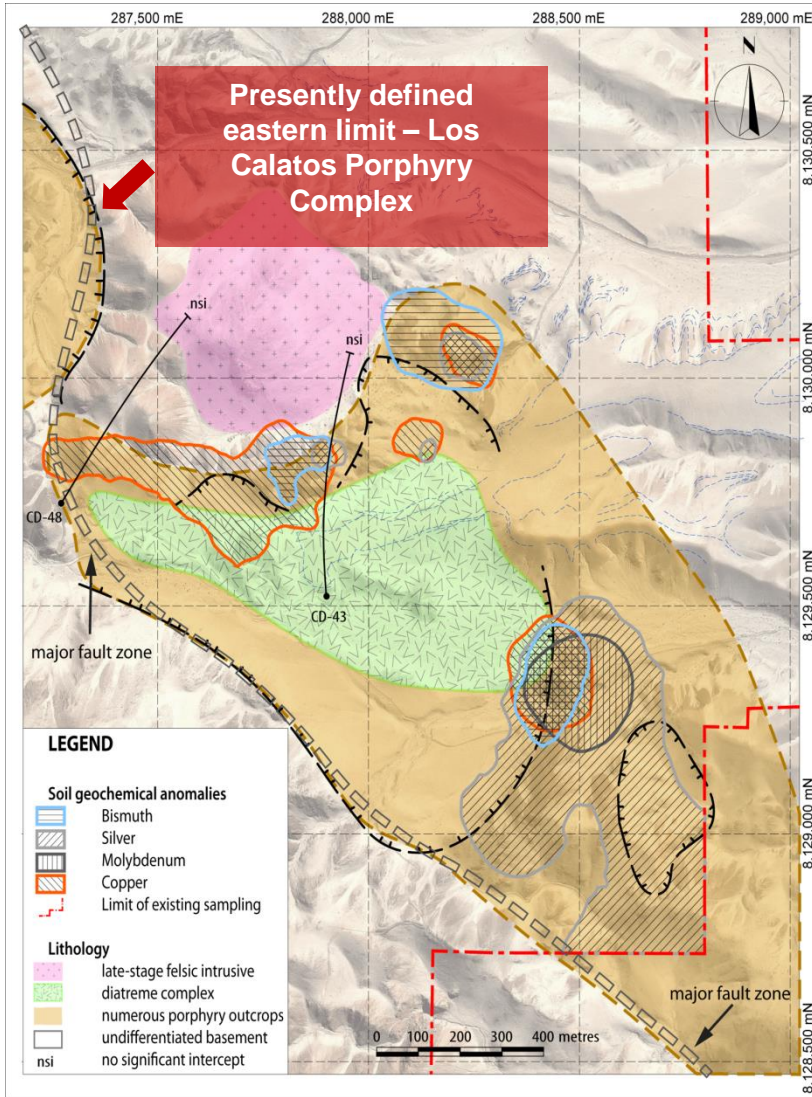 287,500 mE
288,000 mE
288,500 mE
289,000 mE
N
Presently defined
eastern limit – Los
Calatos Porphyry
Complex
8,130,500 mN
nsi
nsi
8,130,000 mN
CD-48
CD-43
8,129,500 mN
major fault zone
LEGEND
Soil geochemical anomalies
Bismuth
Silver
Molybdenum
Copper
Limit of existing sampling
8,129,000 mN
Lithology
late-stage felsic intrusive
diatreme complex
numerous porphyry outcrops
undifferentiated basement
nsi no significant intercept
major fault zone
0 100 200 300 400 metres
8,128,500 mN